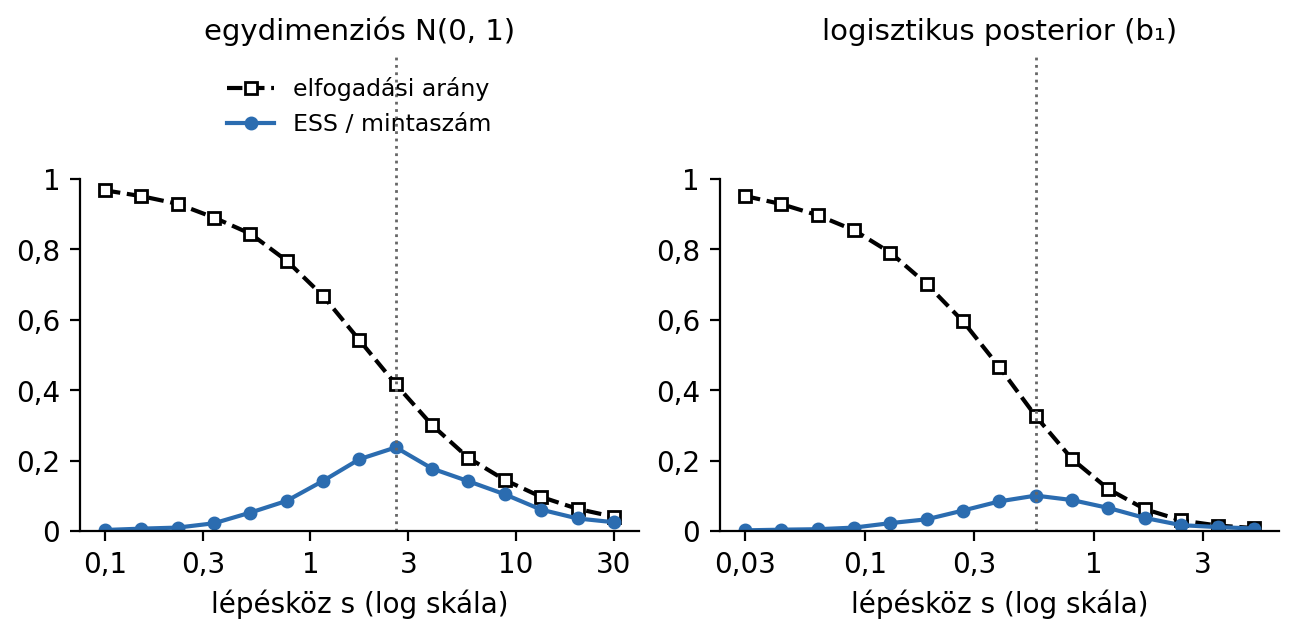 egydimenziós N(0, 1)
elfogadási arány
ESS / mintaszám
1
0,8
0,6
0,4
0,2
0
0,1 0,3 1 3 10 30
lépésköz s (log skála)
logisztikus posterior (b₁)
1
0,8
0,6
0,4
0,2
0
0,03 0,1 0,3 1 3
lépésköz s (log skála)